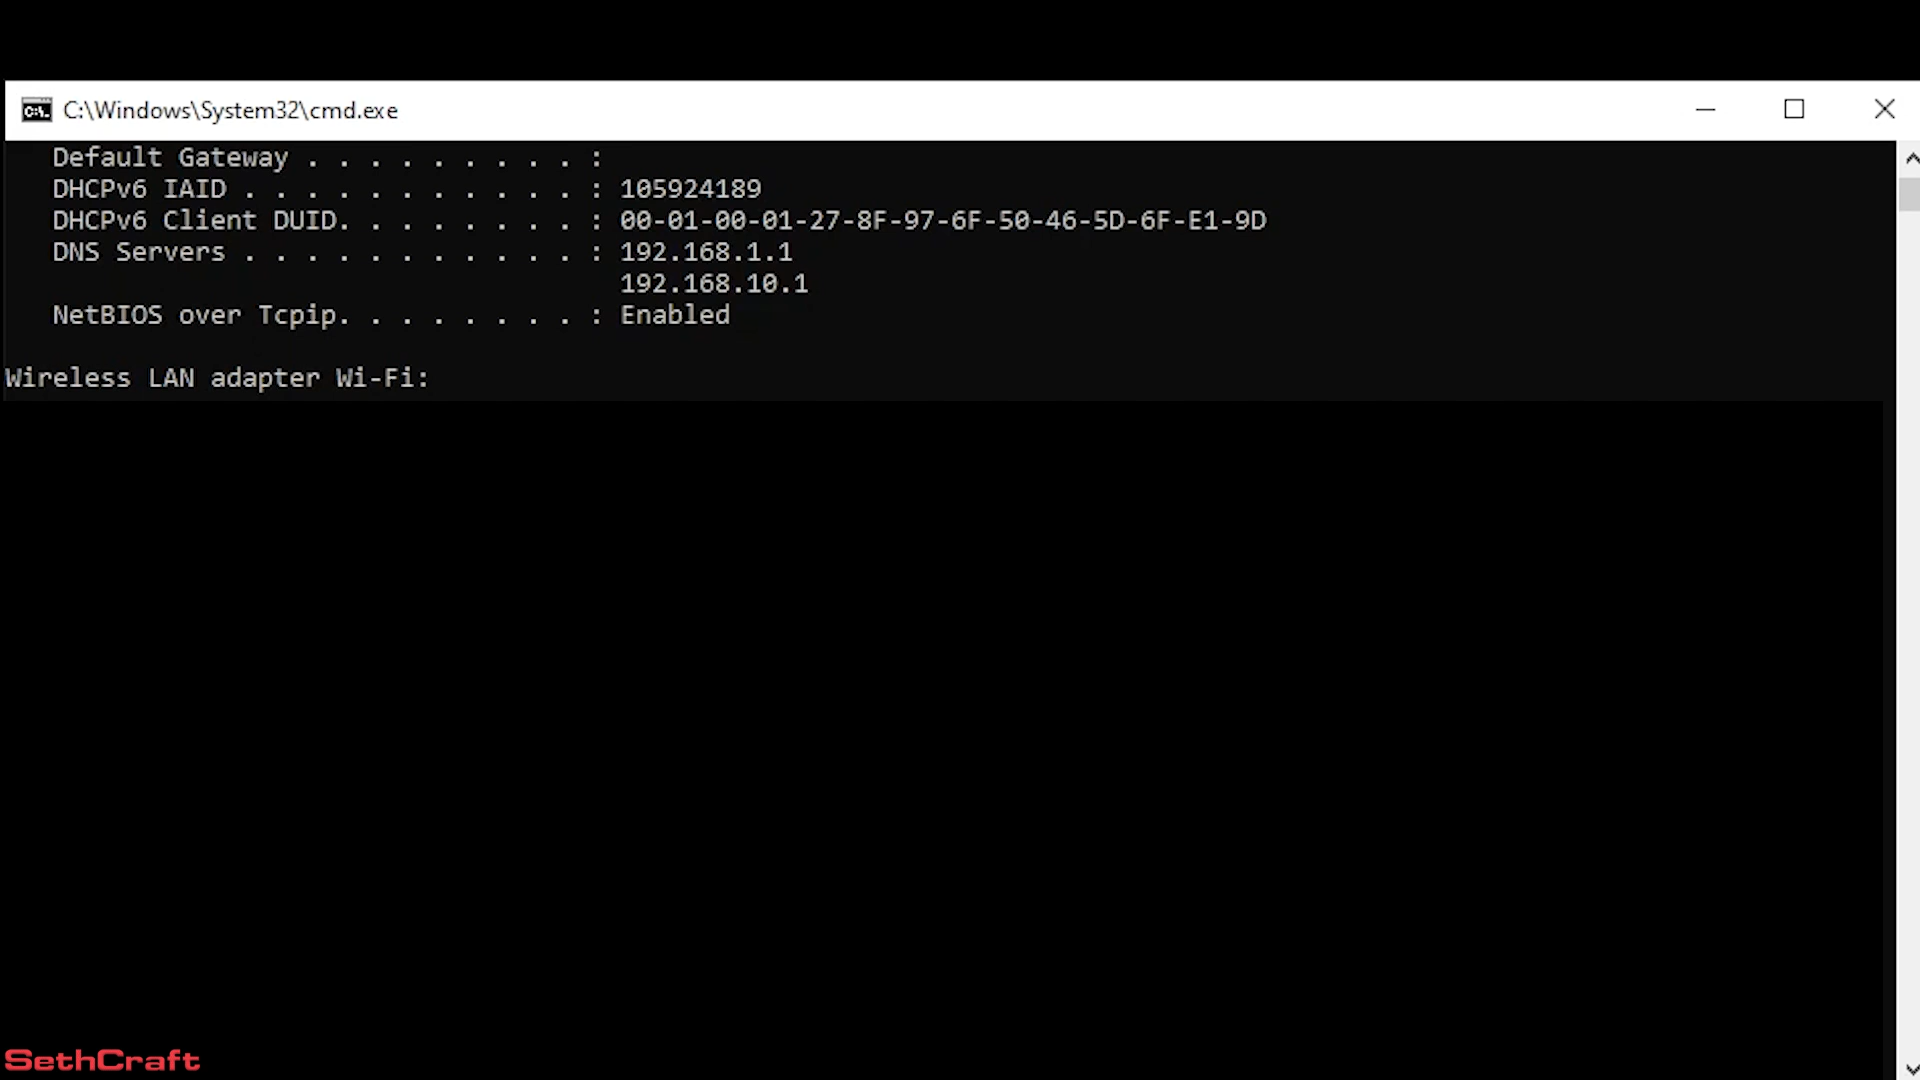 C:\Windows\System32\cmd.exe
Default Gateway . . . . . . . . . :
DHCPv6 IAID . . . . . . . . . . . : 105924189
DHCPv6 Client DUID. . . . . . . . : 00-01-00-01-27-8F-97-6F-50-46-5D-6F-E1-9D
DNS Servers . . . . . . . . . . . : 192.168.1.1
192.168.10.1
NetBIOS over Tcpip. . . . . . . . : Enabled
Wireless LAN adapter Wi-Fi:
SethCraft